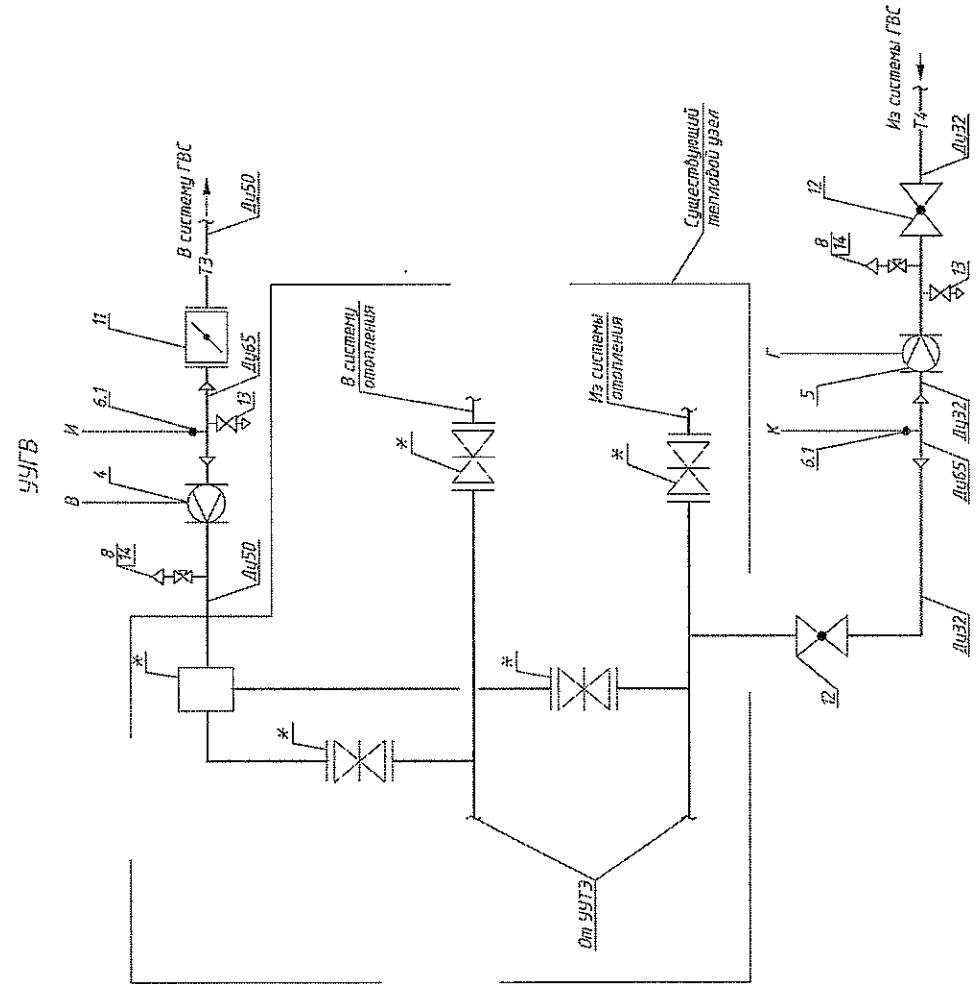 УУГВ
В
4
И
6.1
11
В систему ГВС
Т3
Ду50
8
14
Ду65
13
Ду50
*
*
В систему
отопления
*
Существующий
тепловой узел
Из системы
отопления
*
*
От УУТЭ
К
6.1
Г
5
8
14
12
Из системы ГВС
Т4
Ду32
13
Ду32
Ду65
Ду32
12